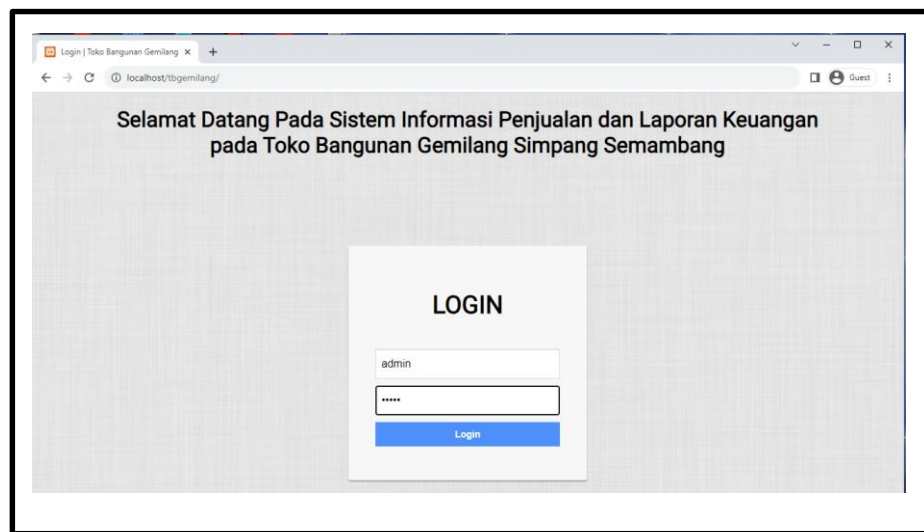 Login | Toko Bangunan Gemilang
localhost/tbgemilang/
Guest
Selamat Datang Pada Sistem Informasi Penjualan dan Laporan Keuangan
pada Toko Bangunan Gemilang Simpang Semambang
LOGIN
admin
•••••
Login